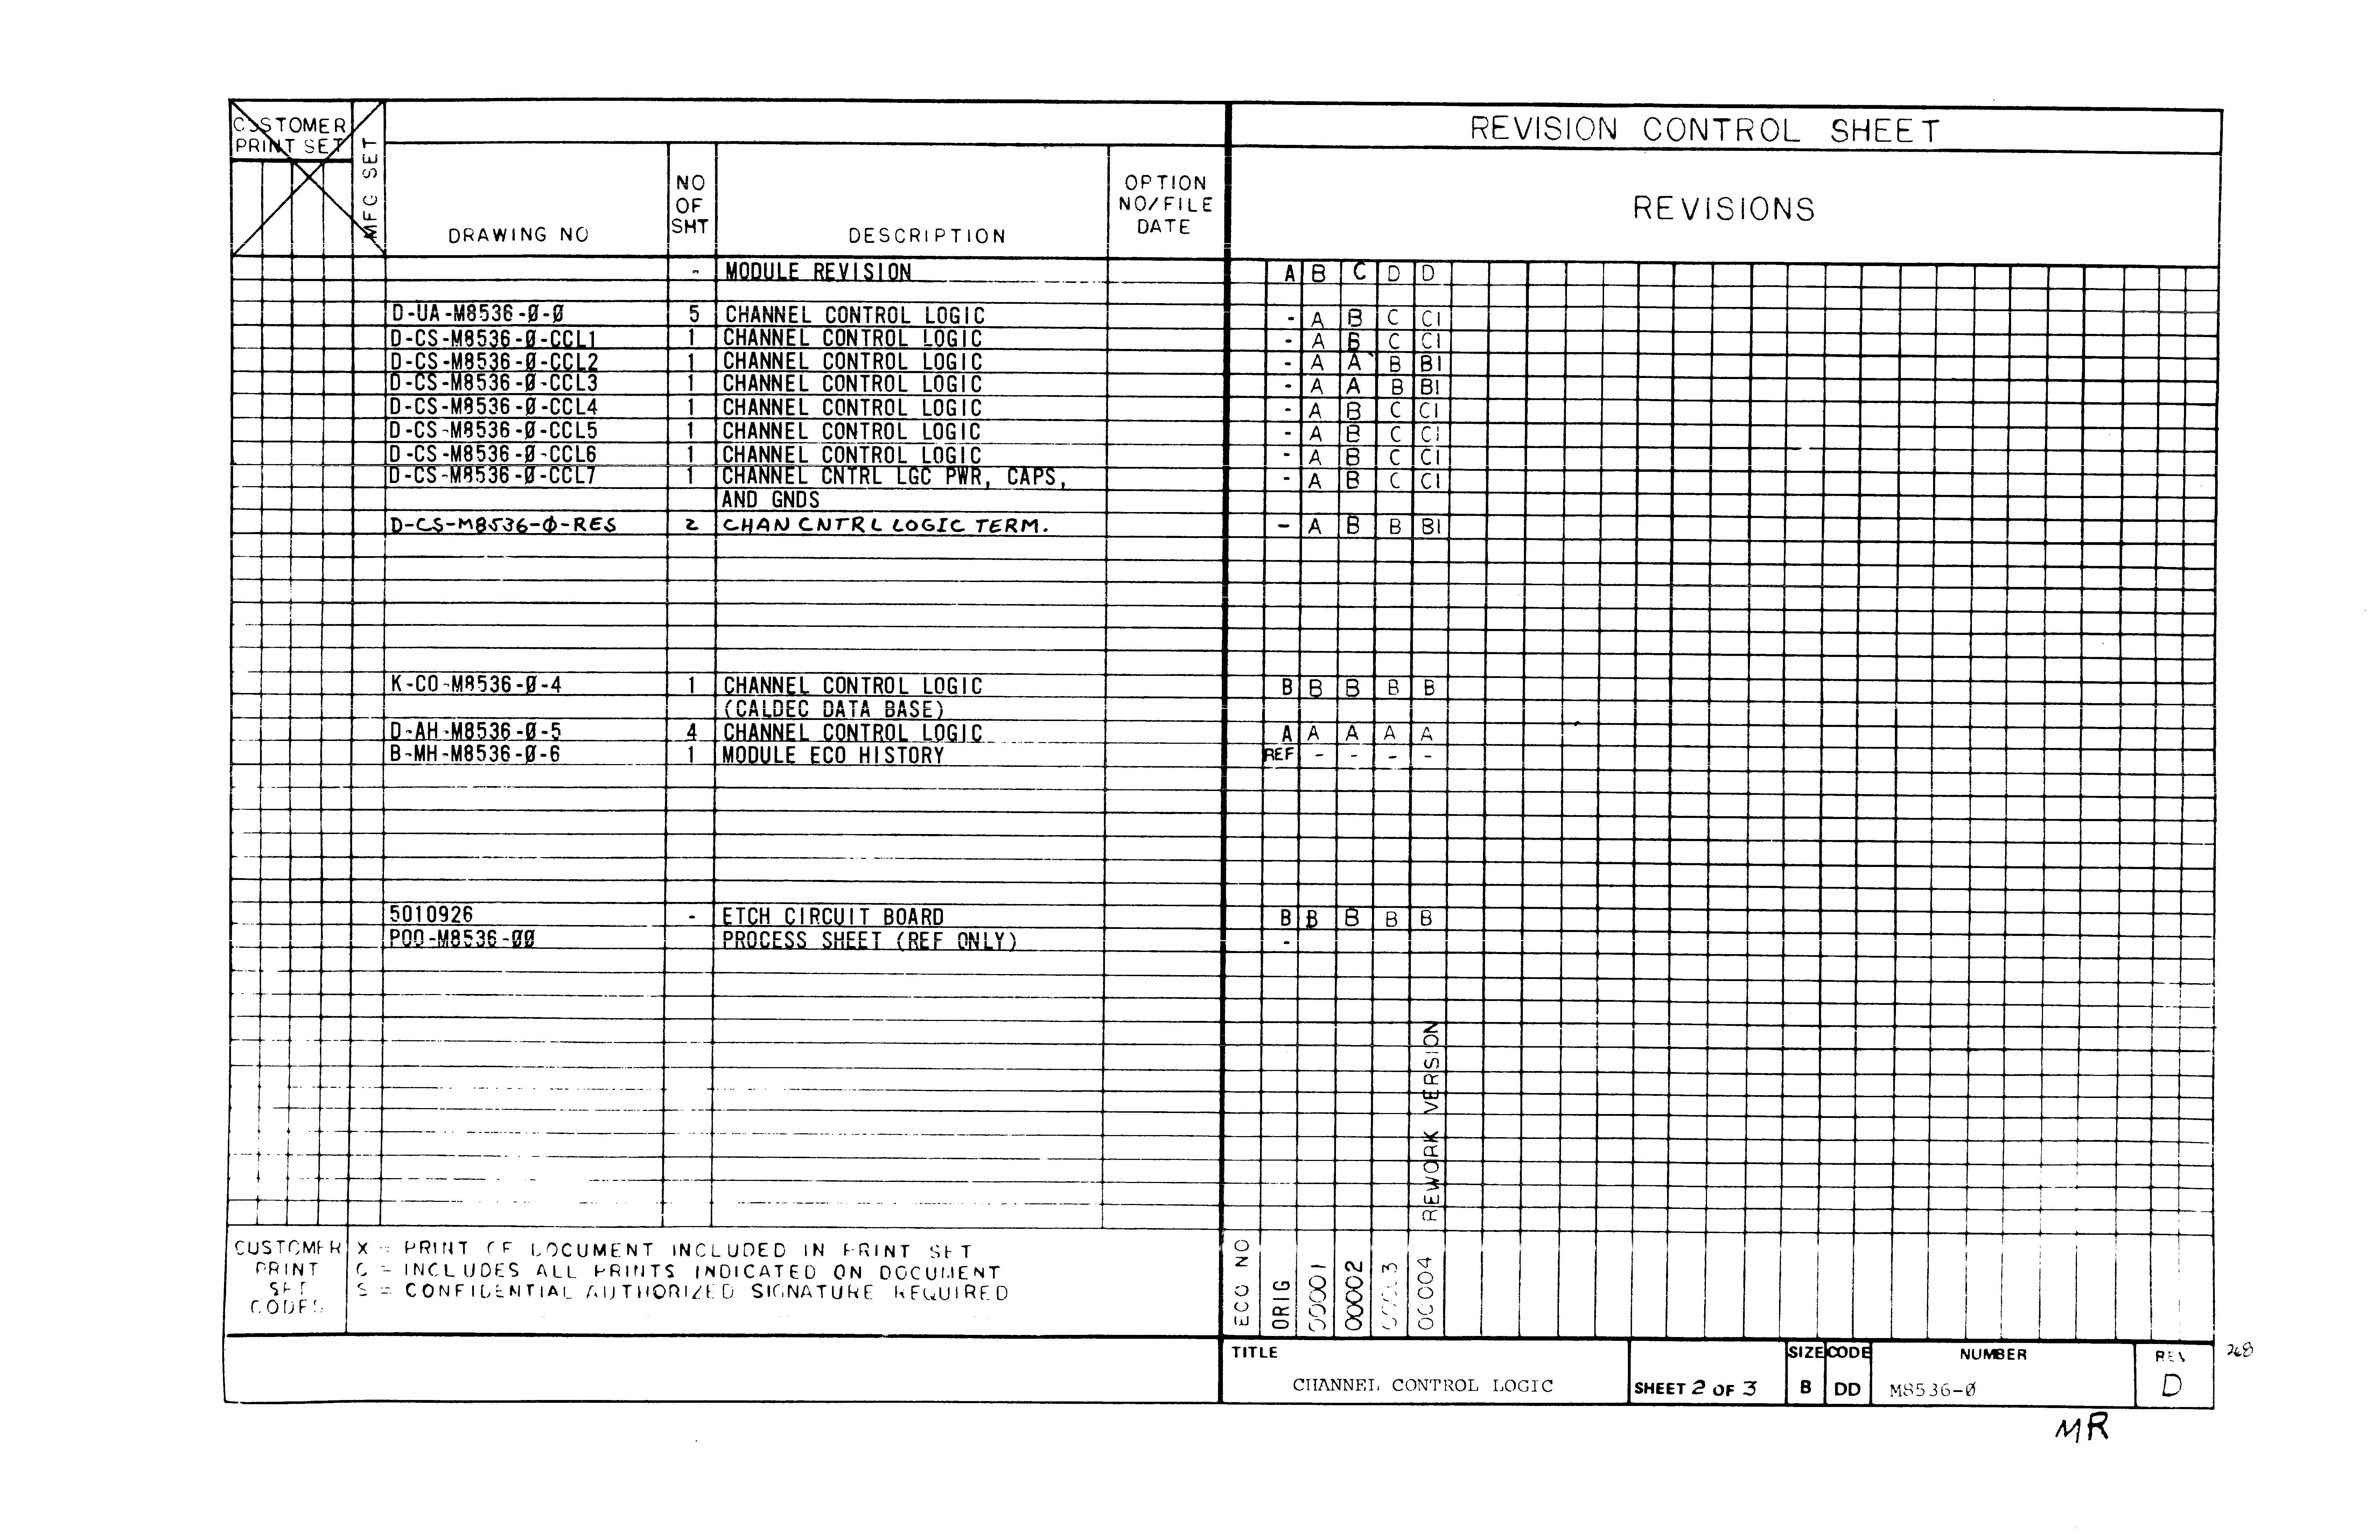 CUSTOMER
PRINT SET
MFG SET
DRAWING NO
NO
OF
SHT
DESCRIPTION
OPTION
NO/FILE
DATE
REVISION CONTROL SHEET
REVISIONS
- MODULE REVISION A B C D D
D-UA-M8536-Ø-Ø 5 CHANNEL CONTROL LOGIC - A B C C1
D-CS-M8536-Ø-CCL1 1 CHANNEL CONTROL LOGIC - A B C C1
D-CS-M8536-Ø-CCL2 1 CHANNEL CONTROL LOGIC - A A B B1
D-CS-M8536-Ø-CCL3 1 CHANNEL CONTROL LOGIC - A A B B1
D-CS-M8536-Ø-CCL4 1 CHANNEL CONTROL LOGIC - A B C C1
D-CS-M8536-Ø-CCL5 1 CHANNEL CONTROL LOGIC - A B C C1
D-CS-M8536-Ø-CCL6 1 CHANNEL CONTROL LOGIC - A B C C1
D-CS-M8536-Ø-CCL7 1 CHANNEL CNTRL LGC PWR, CAPS, - A B C C1
AND GNDS
D-CS-M8536-Ø-RES 2 CHAN CNTRL LOGIC TERM. - A B B B1
K-CO-M8536-Ø-4 1 CHANNEL CONTROL LOGIC B B B B B
(CALDEC DATA BASE)
D-AH-M8536-Ø-5 4 CHANNEL CONTROL LOGIC A A A A A
B-MH-M8536-Ø-6 1 MODULE ECO HISTORY REF - - - -
5010926 - ETCH CIRCUIT BOARD B B B B B
POO-M8536-ØØ PROCESS SHEET (REF ONLY) -
REWORK VERSION
CUSTOMER
PRINT
SET
CODES
X = PRINT OF DOCUMENT INCLUDED IN PRINT SET
C = INCLUDES ALL PRINTS INDICATED ON DOCUMENT
S = CONFIDENTIAL AUTHORIZED SIGNATURE REQUIRED
ECO NO
ORIG
00001
00002
00003
00004
TITLE
CHANNEL CONTROL LOGIC
SHEET 2 OF 3
SIZE
B
CODE
DD
NUMBER
M8536-Ø
REV
D
268
MR